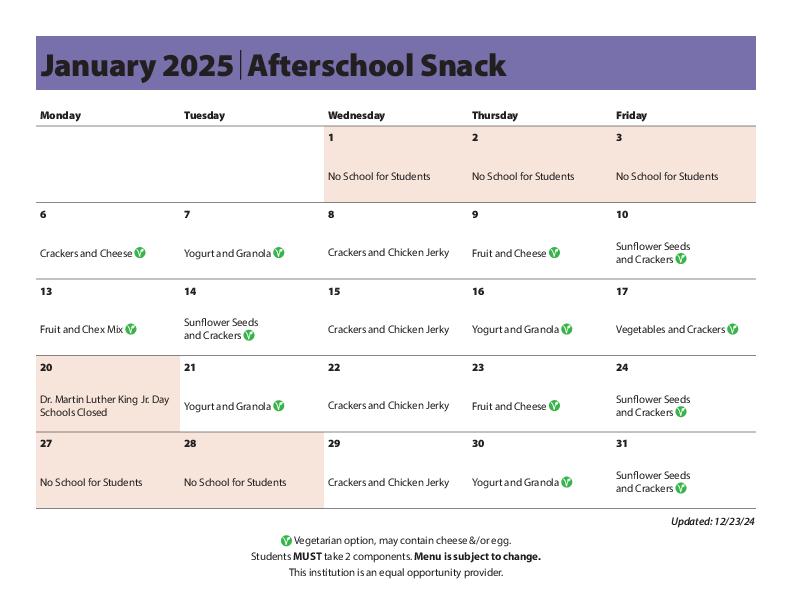 January 2025 | Afterschool Snack
Monday Tuesday Wednesday Thursday Friday
1 2 3
No School for Students No School for Students No School for Students
6 7 8 9 10
Crackers and Cheese V Yogurt and Granola V Crackers and Chicken Jerky Fruit and Cheese V Sunflower Seeds
and Crackers V
13 14 15 16 17
Fruit and Chex Mix V Sunflower Seeds
and Crackers V Crackers and Chicken Jerky Yogurt and Granola V Vegetables and Crackers V
20 21 22 23 24
Dr. Martin Luther King Jr. Day
Schools Closed Yogurt and Granola V Crackers and Chicken Jerky Fruit and Cheese V Sunflower Seeds
and Crackers V
27 28 29 30 31
No School for Students No School for Students Crackers and Chicken Jerky Yogurt and Granola V Sunflower Seeds
and Crackers V
Updated: 12/23/24
V Vegetarian option, may contain cheese &/or egg.
Students MUST take 2 components. Menu is subject to change.
This institution is an equal opportunity provider.